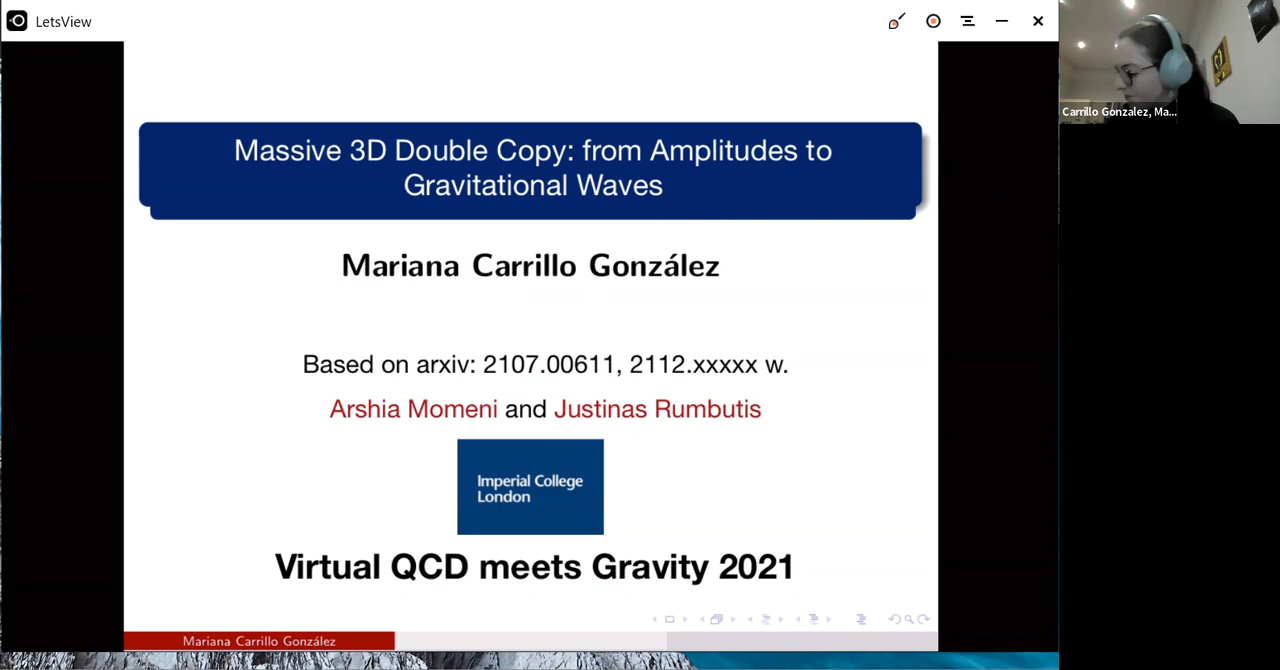 LetsView
Massive 3D Double Copy: from Amplitudes to
Gravitational Waves
Mariana Carrillo González
Based on arxiv: 2107.00611, 2112.xxxxx w.
Arshia Momeni and Justinas Rumbutis
Imperial College
London
Virtual QCD meets Gravity 2021
Mariana Carrillo González
Carrillo Gonzalez, Ma...